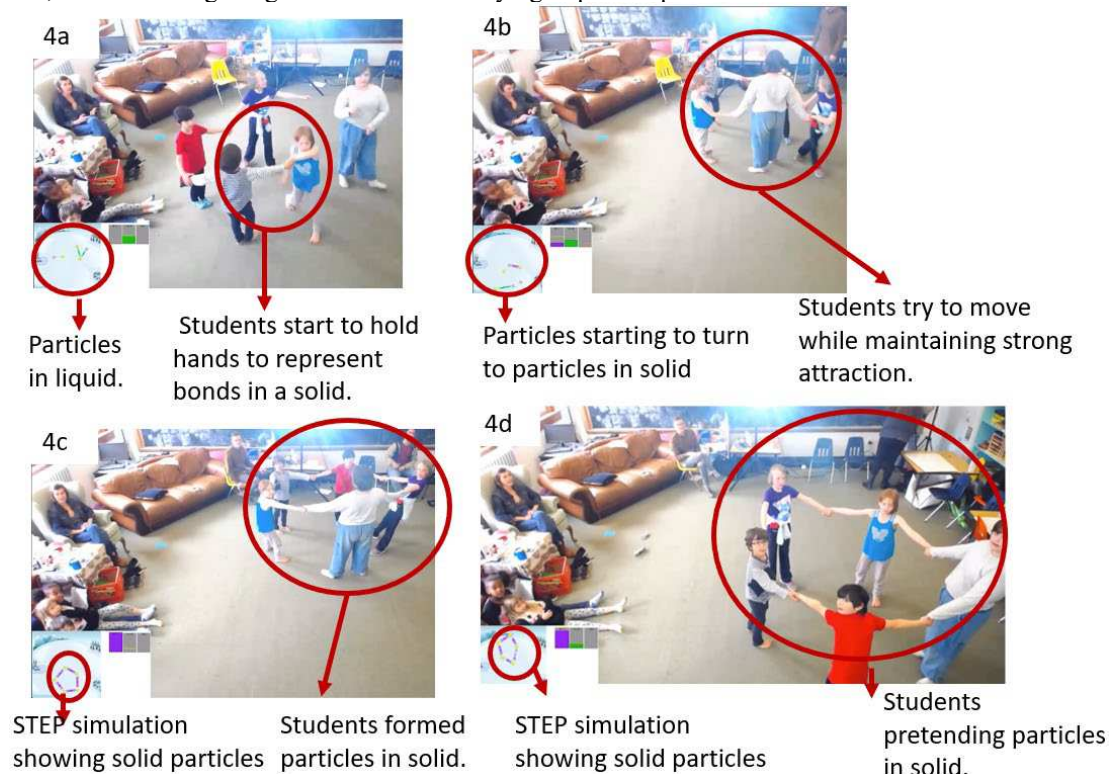 4a
4b
Particles
in liquid.
Students start to hold
hands to represent
bonds in a solid.
Particles starting to turn
to particles in solid
Students try to move
while maintaining strong
attraction.
4c
4d
STEP simulation
showing solid particles
Students formed
particles in solid.
STEP simulation
showing solid particles
Students
pretending particles
in solid.